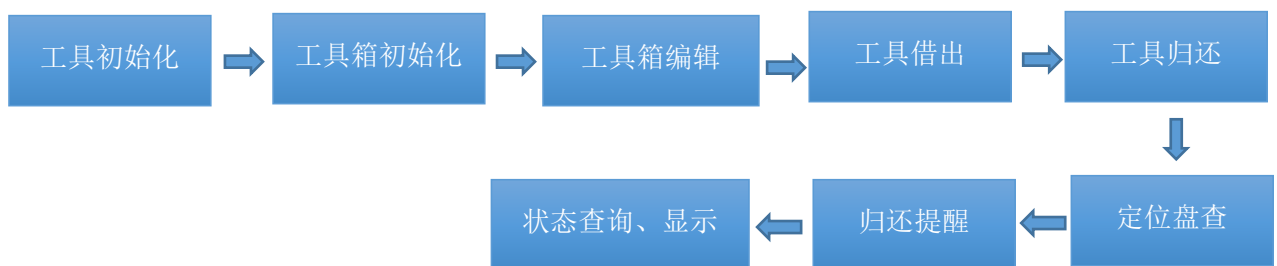 工具初始化
工具箱初始化
工具箱编辑
工具借出
工具归还
定位盘查
归还提醒
状态查询、显示